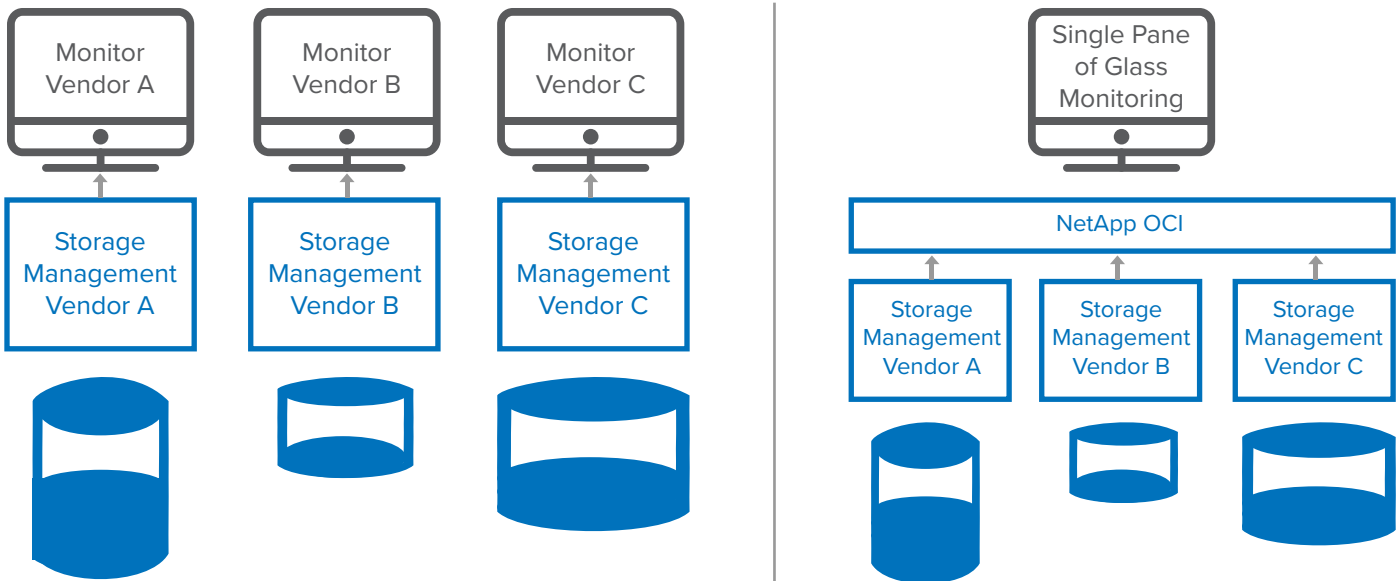 Monitor
Vendor A
Monitor
Vendor B
Monitor
Vendor C
Storage
Management
Vendor A
Storage
Management
Vendor B
Storage
Management
Vendor C
Single Pane
of Glass
Monitoring
NetApp OCI
Storage
Management
Vendor A
Storage
Management
Vendor B
Storage
Management
Vendor C